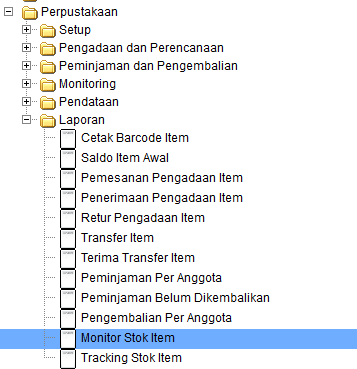 Perpustakaan
Setup
Pengadaan dan Perencanaan
Peminjaman dan Pengembalian
Monitoring
Pendataan
Laporan
Cetak Barcode Item
Saldo Item Awal
Pemesanan Pengadaan Item
Penerimaan Pengadaan Item
Retur Pengadaan Item
Transfer Item
Terima Transfer Item
Peminjaman Per Anggota
Peminjaman Belum Dikembalikan
Pengembalian Per Anggota
Monitor Stok Item
Tracking Stok Item